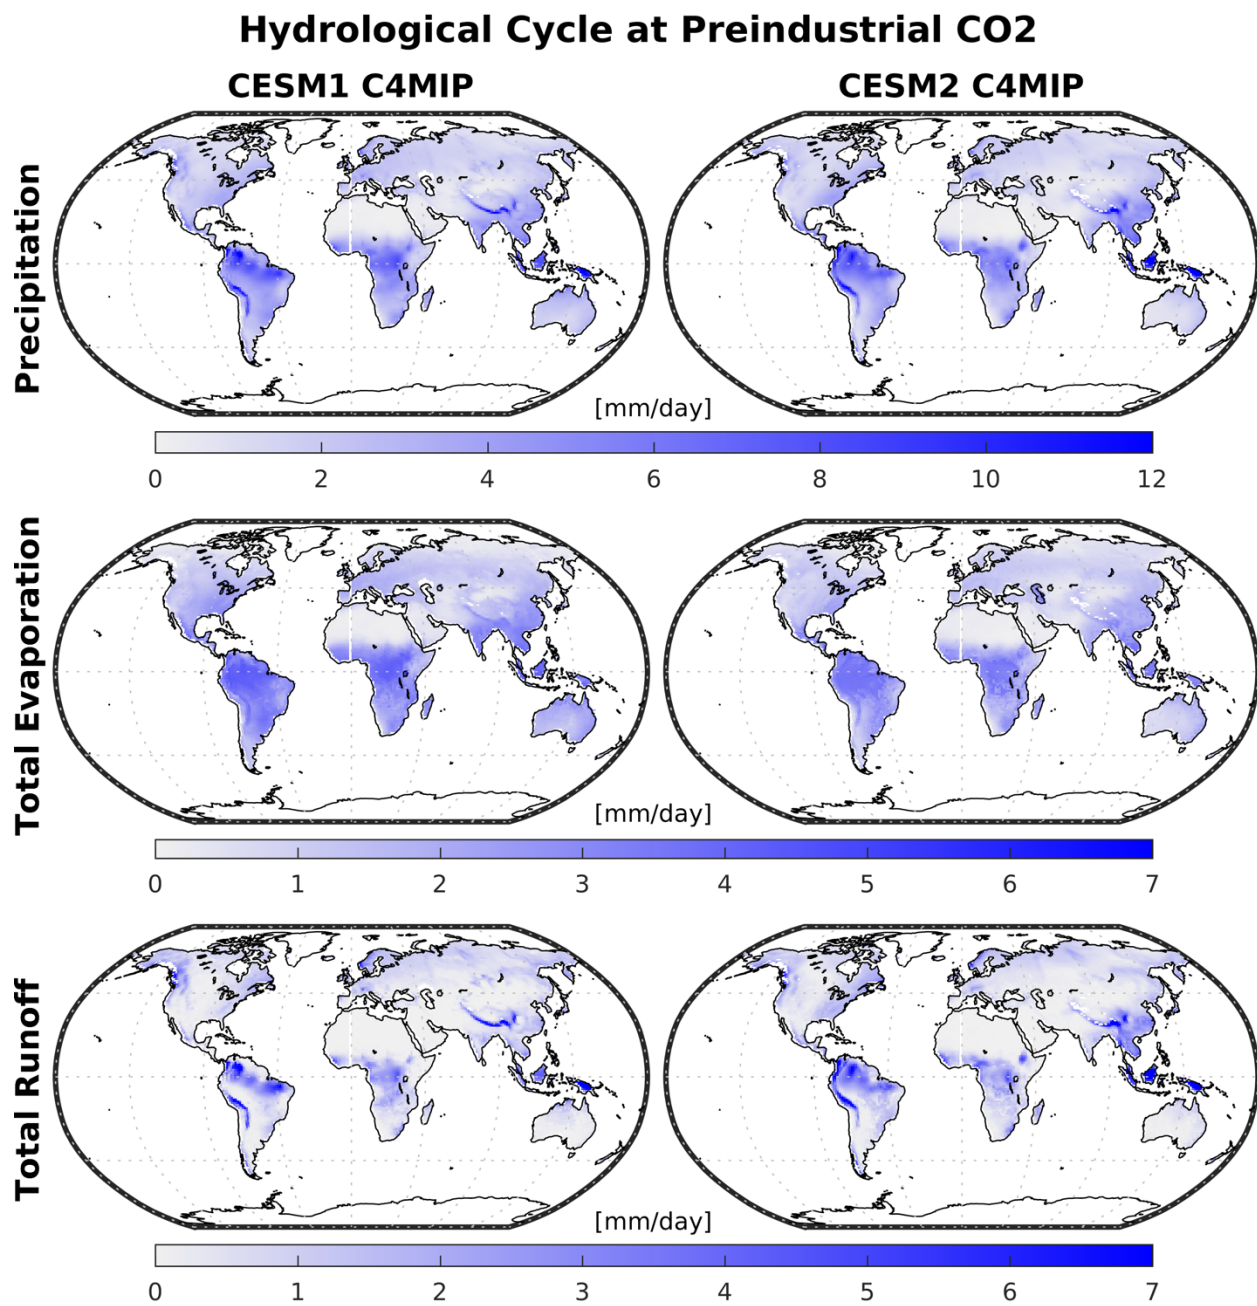 Hydrological Cycle at Preindustrial CO2
CESM1 C4MIP CESM2 C4MIP
Precipitation
[mm/day]
0 2 4 6 8 10 12
Total Evaporation
[mm/day]
0 1 2 3 4 5 6 7
Total Runoff
[mm/day]
0 1 2 3 4 5 6 7